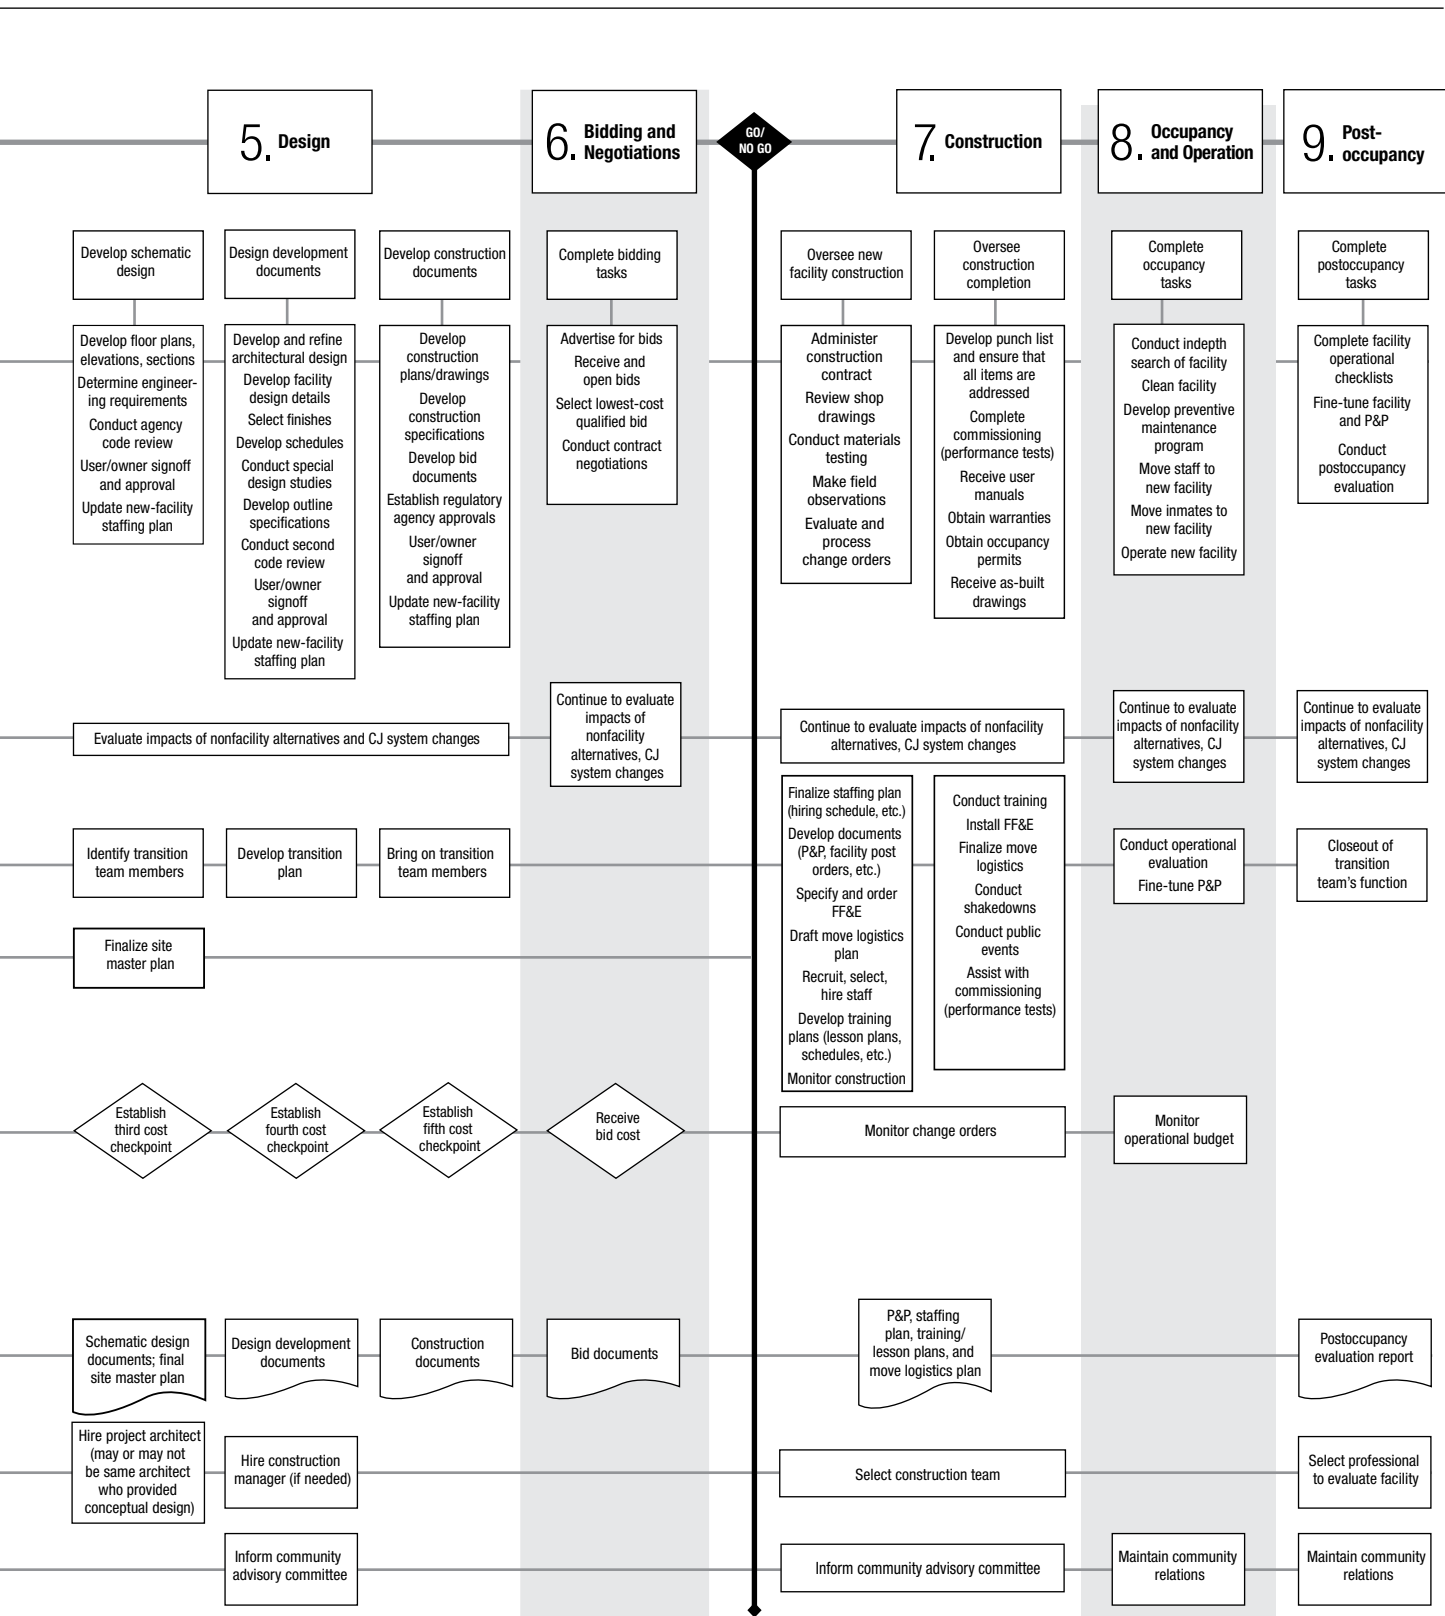 5. Design
6. Bidding and
Negotiations
GO/
NO GO
7. Construction
8. Occupancy
and Operation
9. Post-
occupancy
Develop schematic
design
Design development
documents
Develop construction
documents
Complete bidding
tasks
Oversee new
facility construction
Oversee
construction
completion
Complete
occupancy
tasks
Complete
postoccupancy
tasks
Develop floor plans,
elevations, sections
Determine engineer-
ing requirements
Conduct agency
code review
User/owner signoff
and approval
Update new-facility
staffing plan
Develop and refine
architectural design
Develop facility
design details
Select finishes
Develop schedules
Conduct special
design studies
Develop outline
specifications
Conduct second
code review
User/owner
signoff
and approval
Update new-facility
staffing plan
Develop
construction
plans/drawings
Develop
construction
specifications
Develop bid
documents
Establish regulatory
agency approvals
User/owner
signoff
and approval
Update new-facility
staffing plan
Advertise for bids
Receive and
open bids
Select lowest-cost
qualified bid
Conduct contract
negotiations
Administer
construction
contract
Review shop
drawings
Conduct materials
testing
Make field
observations
Evaluate and
process
change orders
Develop punch list
and ensure that
all items are
addressed
Complete
commissioning
(performance tests)
Receive user
manuals
Obtain warranties
Obtain occupancy
permits
Receive as-built
drawings
Conduct indepth
search of facility
Clean facility
Develop preventive
maintenance
program
Move staff to
new facility
Move inmates to
new facility
Operate new facility
Complete facility
operational
checklists
Fine-tune facility
and P&P
Conduct
postoccupancy
evaluation
Evaluate impacts of nonfacility alternatives and CJ system changes
Continue to evaluate
impacts of
nonfacility
alternatives, CJ
system changes
Continue to evaluate impacts of nonfacility
alternatives, CJ system changes
Continue to evaluate
impacts of nonfacility
alternatives, CJ
system changes
Continue to evaluate
impacts of nonfacility
alternatives, CJ
system changes
Identify transition
team members
Develop transition
plan
Bring on transition
team members
Finalize staffing plan
(hiring schedule, etc.)
Develop documents
(P&P, facility post
orders, etc.)
Specify and order
FF&E
Draft move logistics
plan
Recruit, select,
hire staff
Develop training
plans (lesson plans,
schedules, etc.)
Monitor construction
Conduct training
Install FF&E
Finalize move
logistics
Conduct
shakedowns
Conduct public
events
Assist with
commissioning
(performance tests)
Conduct operational
evaluation
Fine-tune P&P
Closeout of
transition
team's function
Finalize site
master plan
Establish
third cost
checkpoint
Establish
fourth cost
checkpoint
Establish
fifth cost
checkpoint
Receive
bid cost
Monitor change orders
Monitor
operational budget
Schematic design
documents; final
site master plan
Design development
documents
Construction
documents
Bid documents
P&P, staffing
plan, training/
lesson plans, and
move logistics plan
Postoccupancy
evaluation report
Hire project architect
(may or may not
be same architect
who provided
conceptual design)
Hire construction
manager (if needed)
Select construction team
Select professional
to evaluate facility
Inform community
advisory committee
Inform community advisory committee
Maintain community
relations
Maintain community
relations